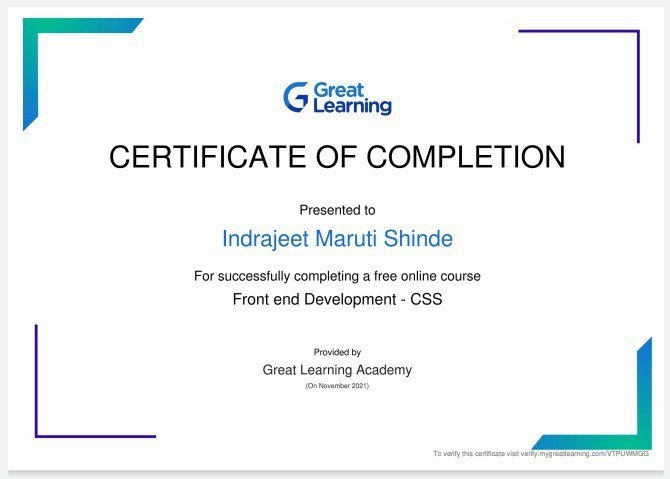 Great
Learning
CERTIFICATE OF COMPLETION
Presented to
Indrajeet Maruti Shinde
For successfully completing a free online course
Front end Development - CSS
Provided by
Great Learning Academy
(On November 2021)
To verify this certificate visit verify.mygreatlearning.com/VTPUWMGG